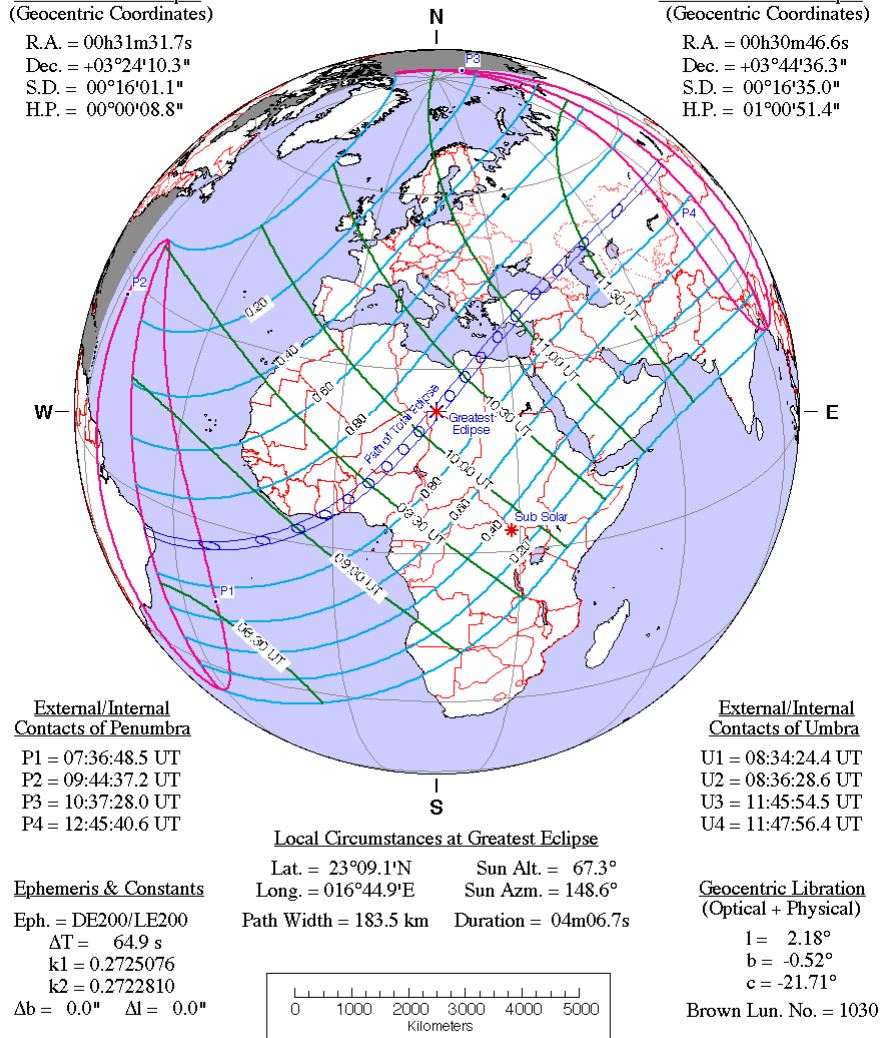 (Geocentric Coordinates)
R.A. = 00h31m31.7s
Dec. = +03°24'10.3"
S.D. = 00°16'01.1"
H.P. = 00°00'08.8"
(Geocentric Coordinates)
R.A. = 00h30m46.6s
Dec. = +03°44'36.3"
S.D. = 00°16'35.0"
H.P. = 01°00'51.4"
N
P3
P4
P2
0.20
11:30 UT
0.40
11:00 UT
0.60
W
E
Path of Total Eclipse
Greatest
Eclipse
10:30 UT
0.80
10:00 UT
0.80
0.60
Sub Solar
09:30 UT
0.40
0.20
09:00 UT
P1
08:30 UT
S
External/Internal
Contacts of Penumbra
P1 = 07:36:48.5 UT
P2 = 09:44:37.2 UT
P3 = 10:37:28.0 UT
P4 = 12:45:40.6 UT
External/Internal
Contacts of Umbra
U1 = 08:34:24.4 UT
U2 = 08:36:28.6 UT
U3 = 11:45:54.5 UT
U4 = 11:47:56.4 UT
Local Circumstances at Greatest Eclipse
Lat. = 23°09.1'N Sun Alt. = 67.3°
Long. = 016°44.9'E Sun Azm. = 148.6°
Path Width = 183.5 km Duration = 04m06.7s
Ephemeris & Constants
Eph. = DE200/LE200
ΔT = 64.9 s
k1 = 0.2725076
k2 = 0.2722810
Δb = 0.0" Δl = 0.0"
Geocentric Libration
(Optical + Physical)
l = 2.18°
b = -0.52°
c = -21.71°
Brown Lun. No. = 1030
0 1000 2000 3000 4000 5000
Kilometers